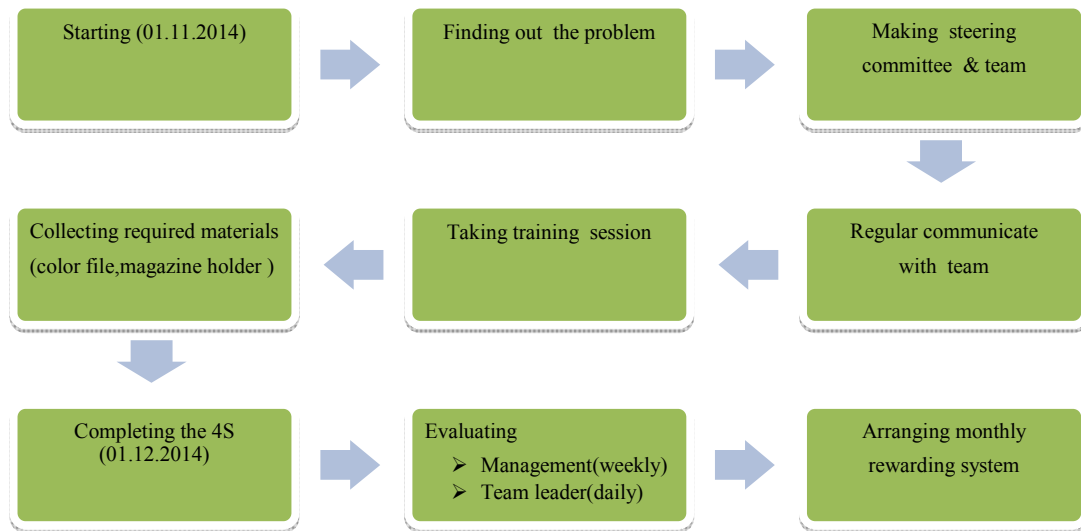 Starting (01.11.2014)
Finding out the problem
Making steering
committee & team
Regular communicate
with team
Taking training session
Collecting required materials
(color file,magazine holder )
Completing the 4S
(01.12.2014)
Evaluating
➢ Management(weekly)
➢ Team leader(daily)
Arranging monthly
rewarding system